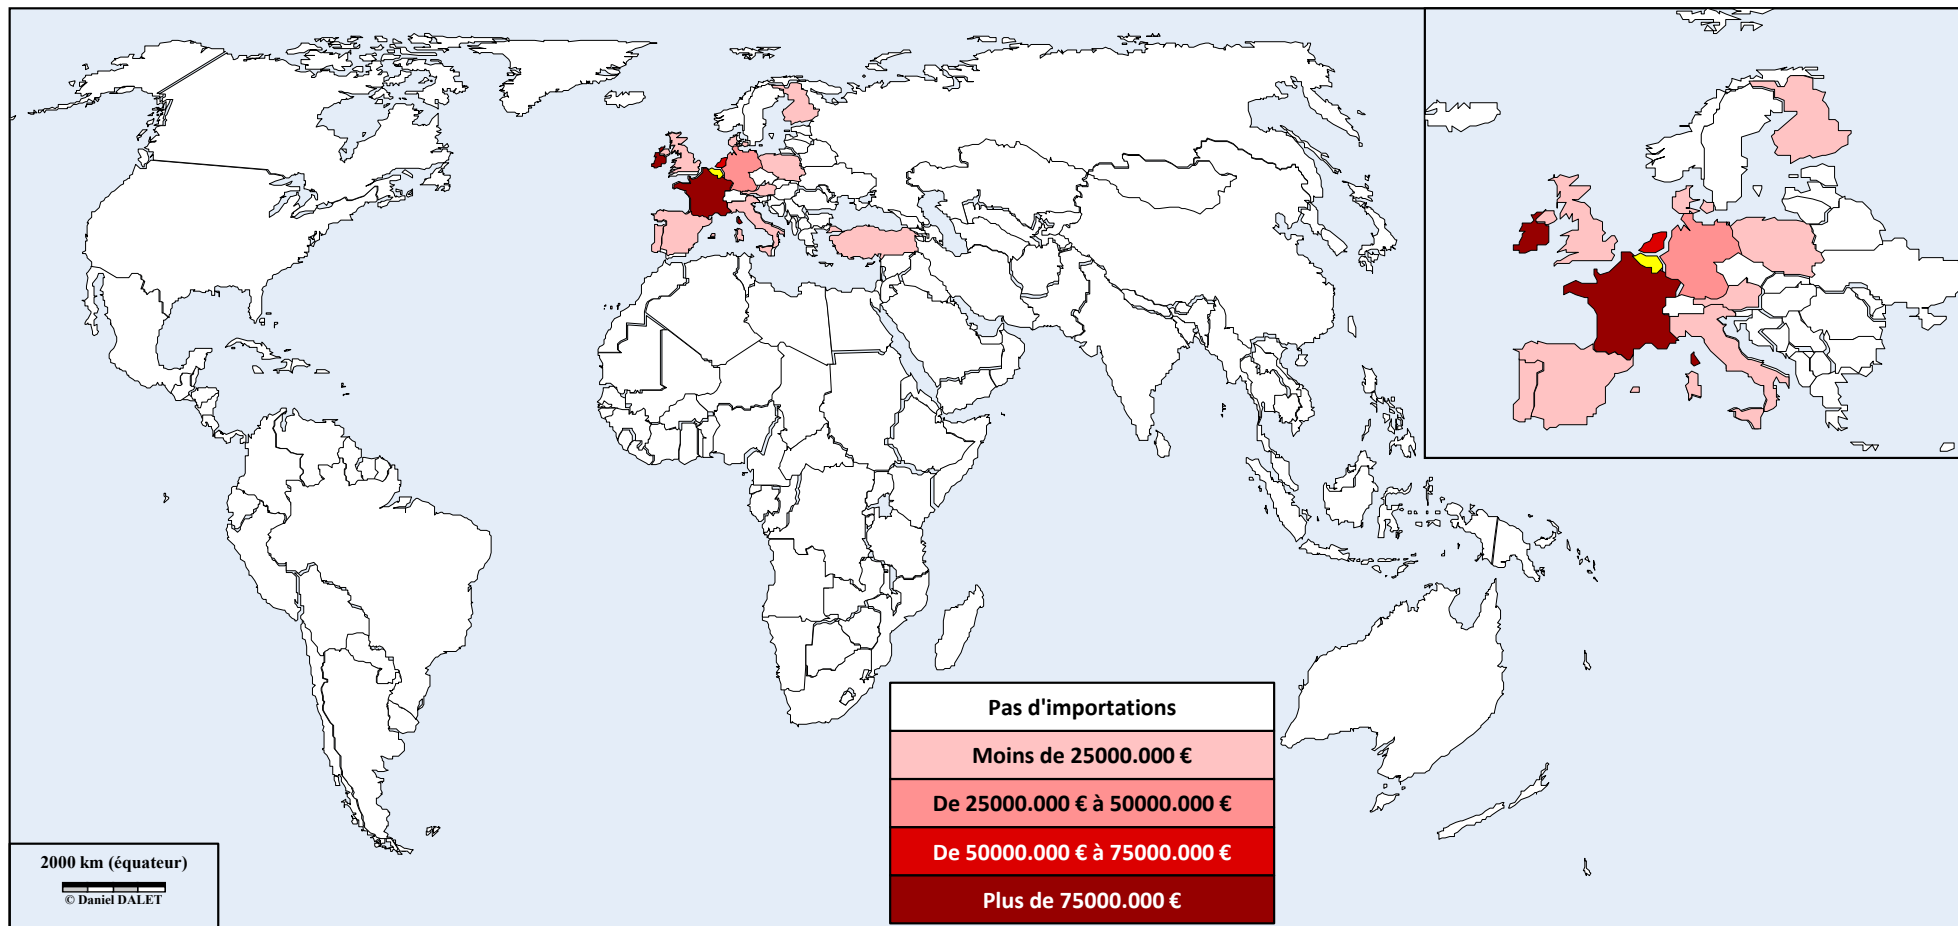 Pas d'importations
Moins de 25000.000 €
De 25000.000 € à 50000.000 €
De 50000.000 € à 75000.000 €
Plus de 75000.000 €
2000 km (équateur)
© Daniel DALET